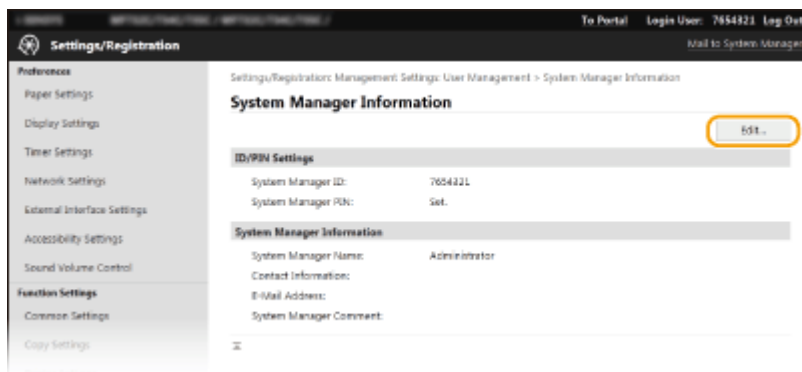 To Portal Login User: 7654321 Log Out
Settings/Registration
Mail to System Manager
Preferences
Paper Settings
Display Settings
Timer Settings
Network Settings
External Interface Settings
Accessibility Settings
Sound Volume Control
Function Settings
Common Settings
Copy Settings
Settings/Registration: Management Settings: User Management > System Manager Information
System Manager Information
Edit...
ID/PIN Settings
System Manager ID: 7654321
System Manager PIN: Set.
System Manager Information
System Manager Name: Administrator
Contact Information:
E-Mail Address:
System Manager Comment: